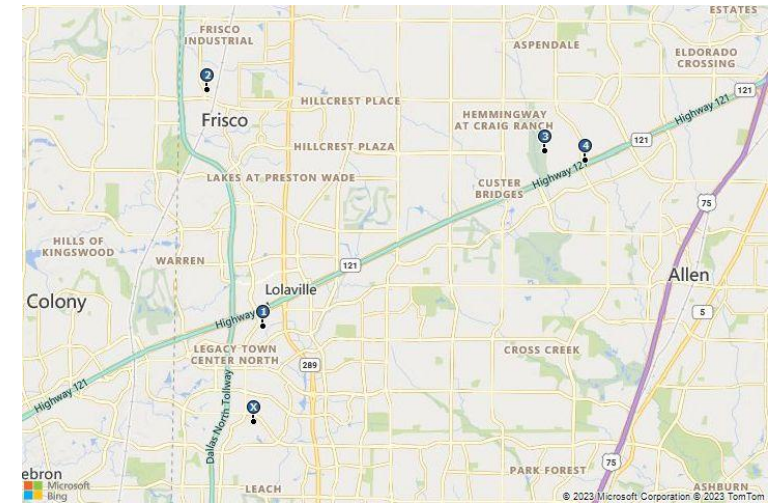 ESTATES
FRISCO
INDUSTRIAL
ASPENDALE
ELDORADO
CROSSING
2
121
HILLCREST PLACE
Highway 121
Frisco
HEMMINGWAY
AT CRAIG RANCH
3
121
4
HILLCREST PLAZA
Highway 121
LAKES AT PRESTON WADE
CUSTER
BRIDGES
75
HILLS OF
KINGSWOOD
WARREN
121
Allen
Colony
Lolaville
1
5
Highway
LEGACY TOWN
CENTER NORTH
CROSS CREEK
289
Highway 121
Dallas North Tollway
X
ebron
PARK FOREST
75
Microsoft
Bing
LEACH
ASHBURN
© 2023 Microsoft Corporation © 2023 TomTom